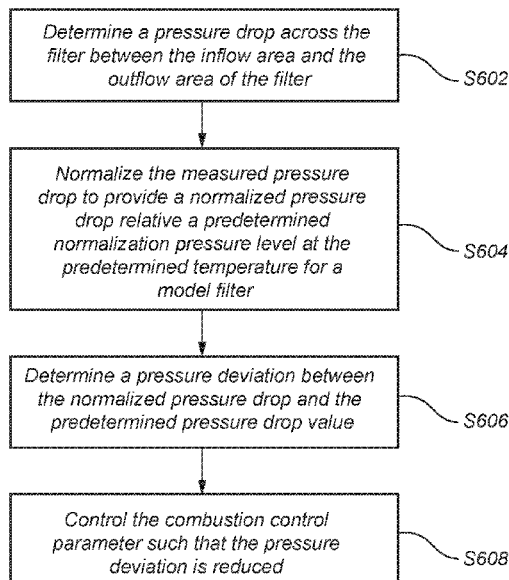 Determine a pressure drop across the
filter between the inflow area and the
outflow area of the filter
S602
Normalize the measured pressure
drop to provide a normalized pressure
drop relative a predetermined
normalization pressure level at the
predetermined temperature for a
model filter
S604
Determine a pressure deviation between
the normalized pressure drop and the
predetermined pressure drop value
S606
Control the combustion control
parameter such that the pressure
deviation is reduced
S608